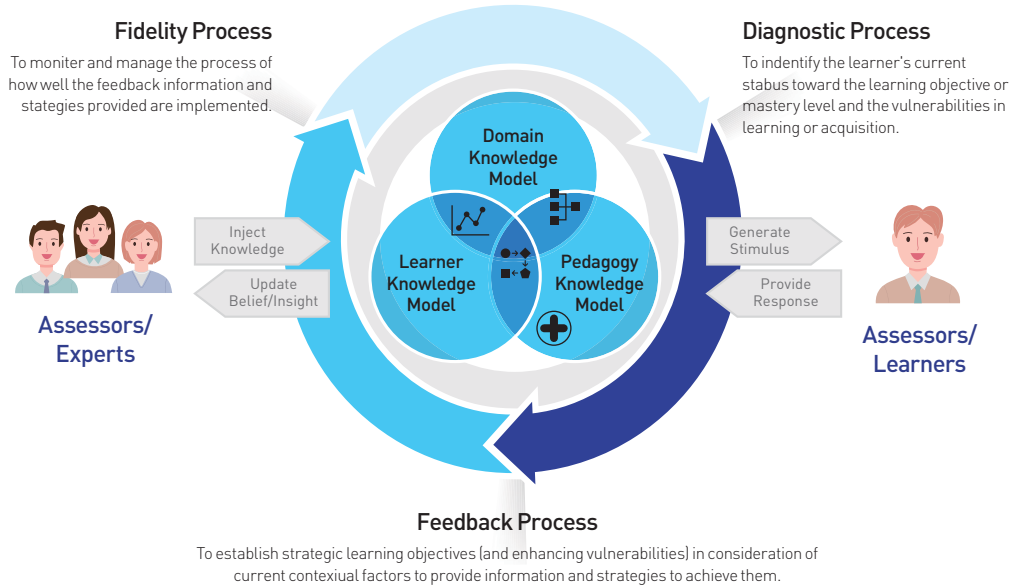 Fidelity Process
To moniter and manage the process of
how well the feedback information and
stategies provided are implemented.
Diagnostic Process
To indentify the learner's current
stabus toward the learning objective or
mastery level and the vulnerabilities in
learning or acquisition.
Domain
Knowledge
Model
Learner
Knowledge
Model
Pedagogy
Knowledge
Model
Inject
Knowledge
Update
Belief/Insight
Generate
Stimulus
Provide
Response
Assessors/
Experts
Assessors/
Learners
Feedback Process
To establish strategic learning objectives (and enhancing vulnerabilities) in consideration of
current contexiual factors to provide information and strategies to achieve them.